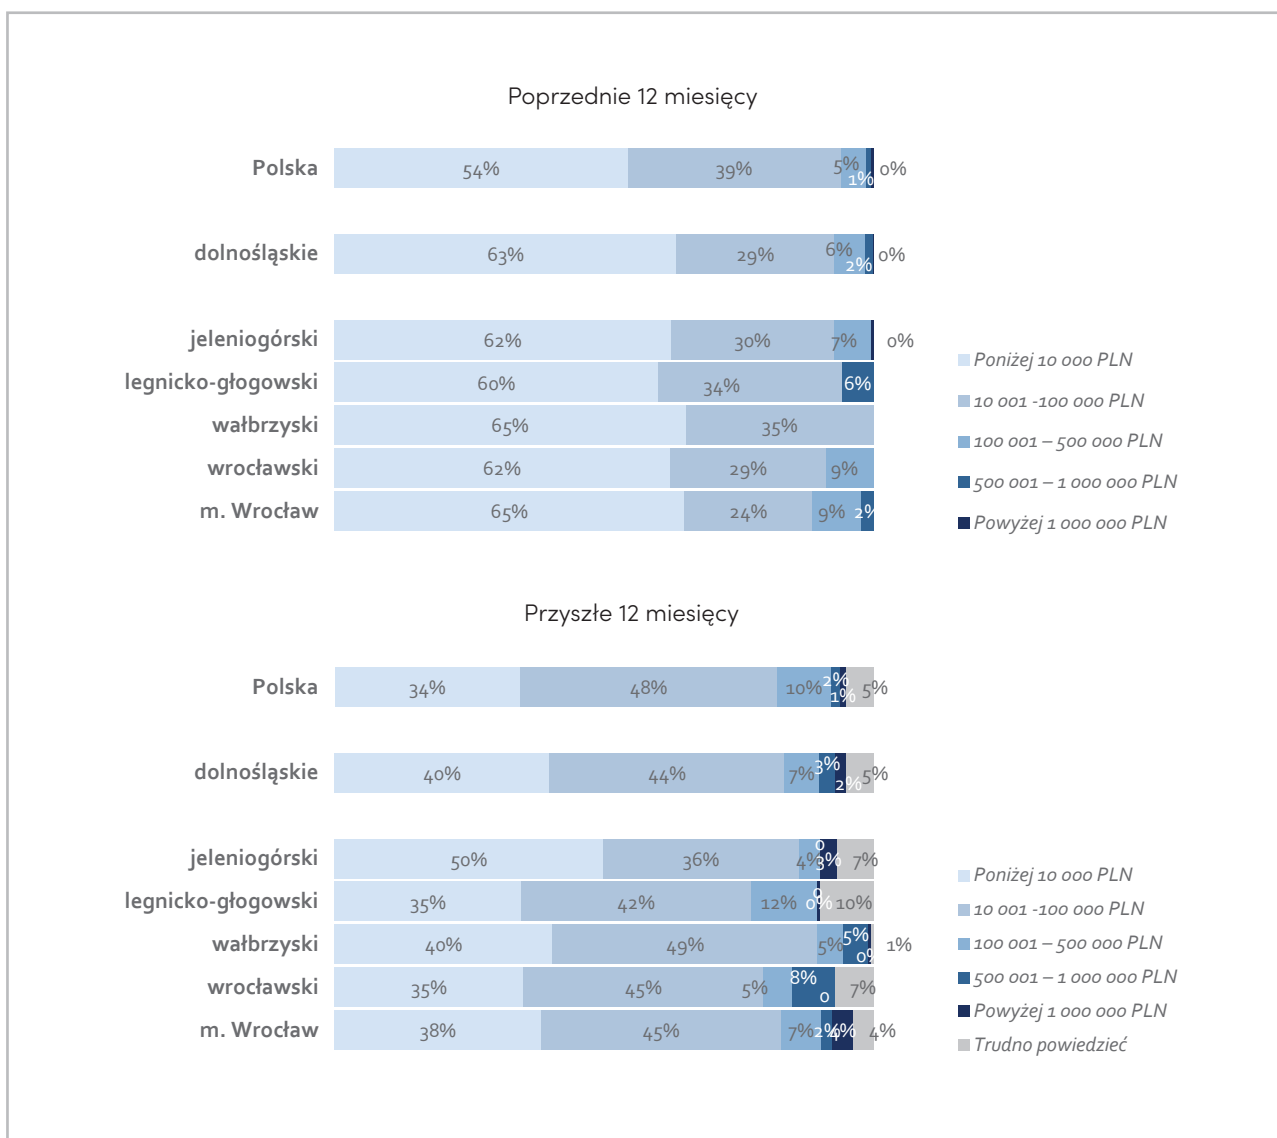 Poprzednie 12 miesięcy
Polska 54% 39% 5% 1% 0%
dolnośląskie 63% 29% 6% 2% 0%
jeleniogórski 62% 30% 7% 0%
legnicko-głogowski 60% 34% 6%
wałbrzyski 65% 35%
wrocławski 62% 29% 9%
m. Wrocław 65% 24% 9% 2%
Poniżej 10 000 PLN
10 001 -100 000 PLN
100 001 – 500 000 PLN
500 001 – 1 000 000 PLN
Powyżej 1 000 000 PLN
Przyszłe 12 miesięcy
Polska 34% 48% 10% 2% 1% 5%
dolnośląskie 40% 44% 7% 3% 2% 5%
jeleniogórski 50% 36% 4% 0 3% 7%
legnicko-głogowski 35% 42% 12% 0 0% 10%
wałbrzyski 40% 49% 5% 5% 0% 1%
wrocławski 35% 45% 5% 8% 0 7%
m. Wrocław 38% 45% 7% 2% 4% 4%
Poniżej 10 000 PLN
10 001 -100 000 PLN
100 001 – 500 000 PLN
500 001 – 1 000 000 PLN
Powyżej 1 000 000 PLN
Trudno powiedzieć